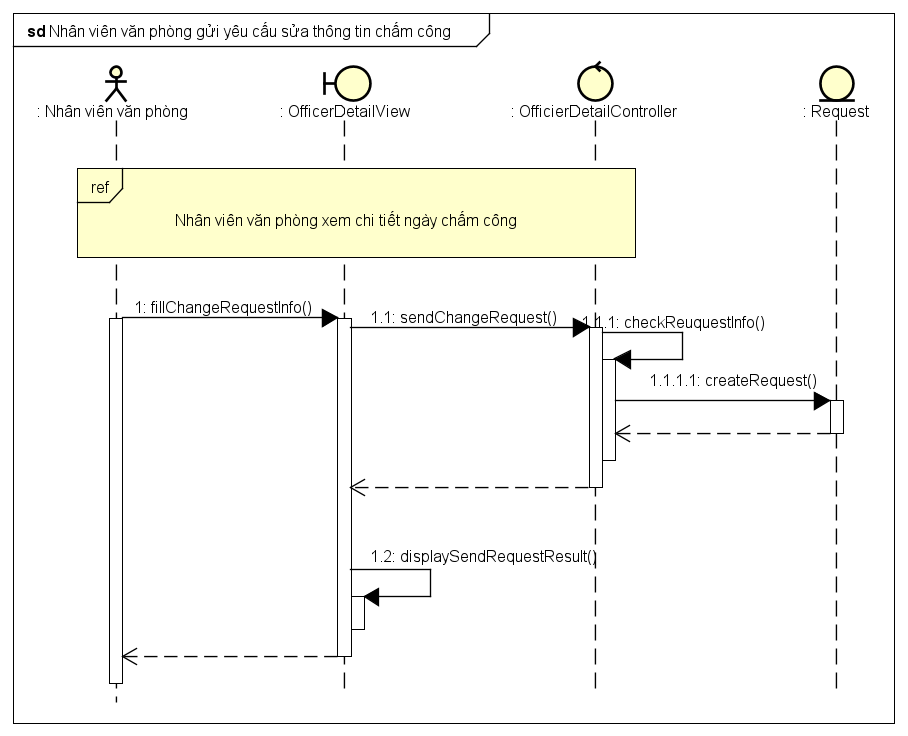 sd Nhân viên văn phòng gửi yêu cấu sửa thông tin chấm công
: Nhân viên văn phòng
: OfficerDetailView
: OfficierDetailController
: Request
ref
Nhân viên văn phòng xem chi tiết ngày chấm công
1: fillChangeRequestInfo()
1.1: sendChangeRequest()
1.1.1: checkReuquestInfo()
1.1.1.1: createRequest()
1.2: displaySendRequestResult()